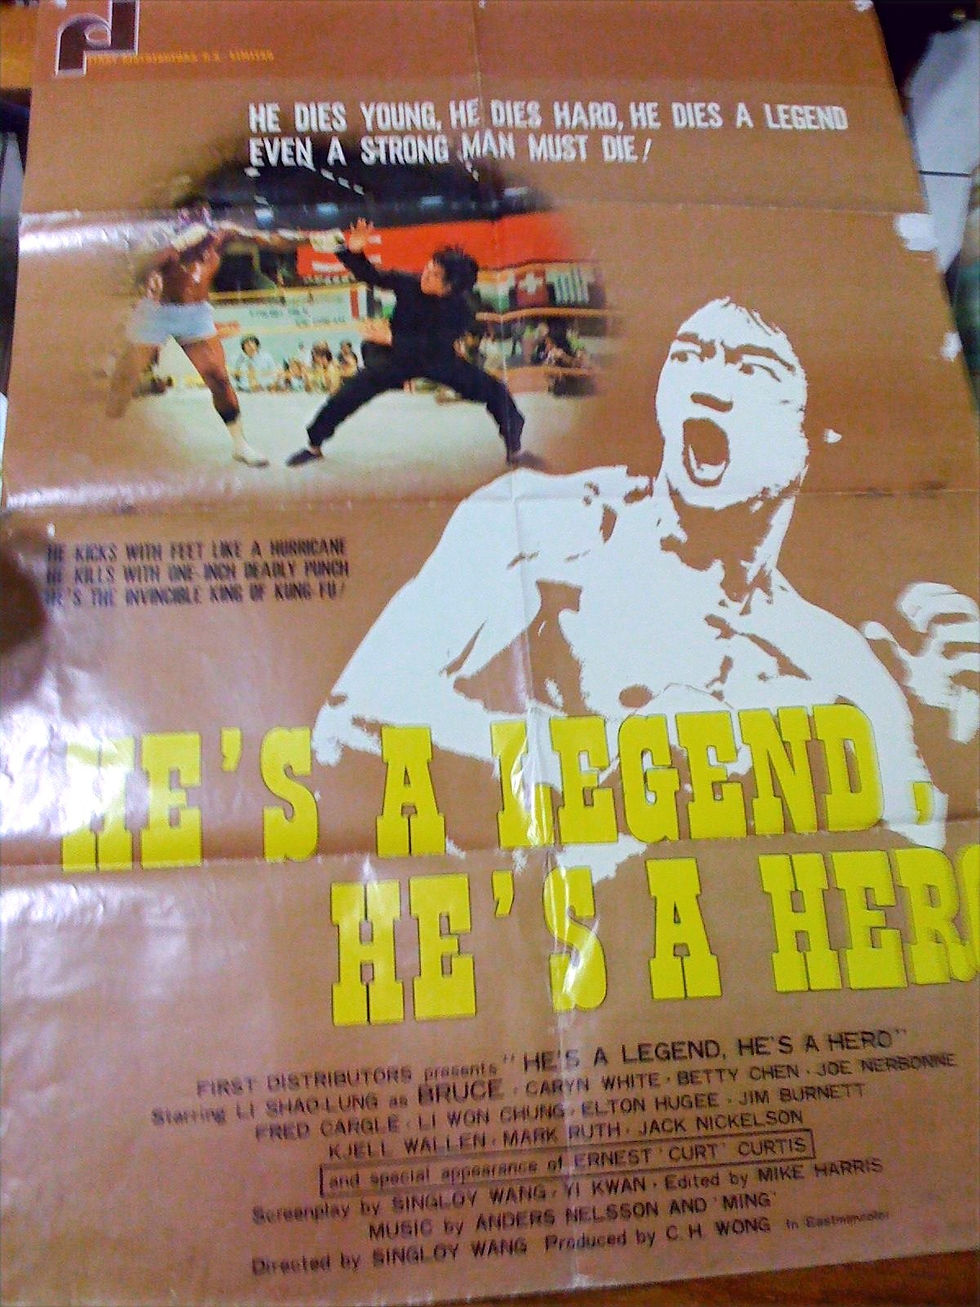 FIRST DISTRIBUTORS
HE DIES YOUNG, HE DIES HARD, HE DIES A LEGEND
EVEN A STRONG MAN MUST DIE!
HE KICKS WITH FEET LIKE A HURRICANE
HE KILLS WITH ONE-INCH DEADLY PUNCH
HE'S THE INVINCIBLE KING OF KUNG-FU!
HE'S A LEGEND,
HE'S A HERO
FIRST DISTRIBUTORS presents "HE'S A LEGEND, HE'S A HERO"
Starring LI SHAO-LUNG as BRUCE · CARYN WHITE · BETTY CHEN · JOE NERBONNE
FRED CARGLE · LI WON CHUNG · ELTON HUGEE · JIM BURNETT
KJELL WALLEN · MARK RUTH · JACK NICKELSON
and special appearance of ERNEST 'CURT' CURTIS
Screenplay by SINGLOY WANG · YI KWAN · Edited by MIKE HARRIS
MUSIC by ANDERS NELSSON AND 'MING'
Directed by SINGLOY WANG Produced by C. H. WONG In Eastmancolor